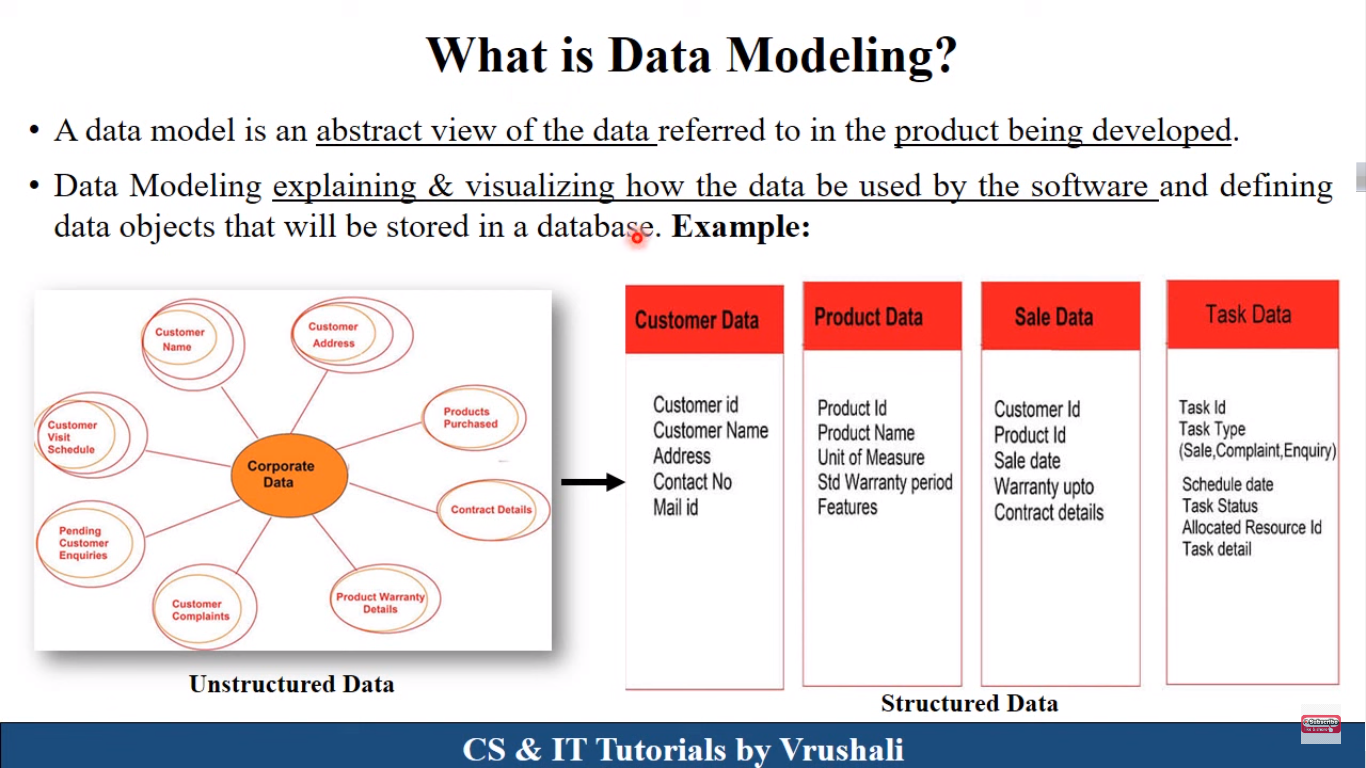 What is Data Modeling?
• A data model is an abstract view of the data referred to in the product being developed.
• Data Modeling explaining & visualizing how the data be used by the software and defining
data objects that will be stored in a database. Example:
Customer
Name
Customer
Address
Products
Purchased
Customer
Visit
Schedule
Corporate
Data
Contract Details
Pending
Customer
Enquiries
Customer
Complaints
Product Warranty
Details
Unstructured Data
Customer Data
Customer id
Customer Name
Address
Contact No
Mail id
Product Data
Product Id
Product Name
Unit of Measure
Std Warranty period
Features
Sale Data
Customer Id
Product Id
Sale date
Warranty upto
Contract details
Task Data
Task Id
Task Type
(Sale,Complaint,Enquiry)
Schedule date
Task Status
Allocated Resource Id
Task detail
Structured Data
Subscribe
CS & IT Tutorials by Vrushali